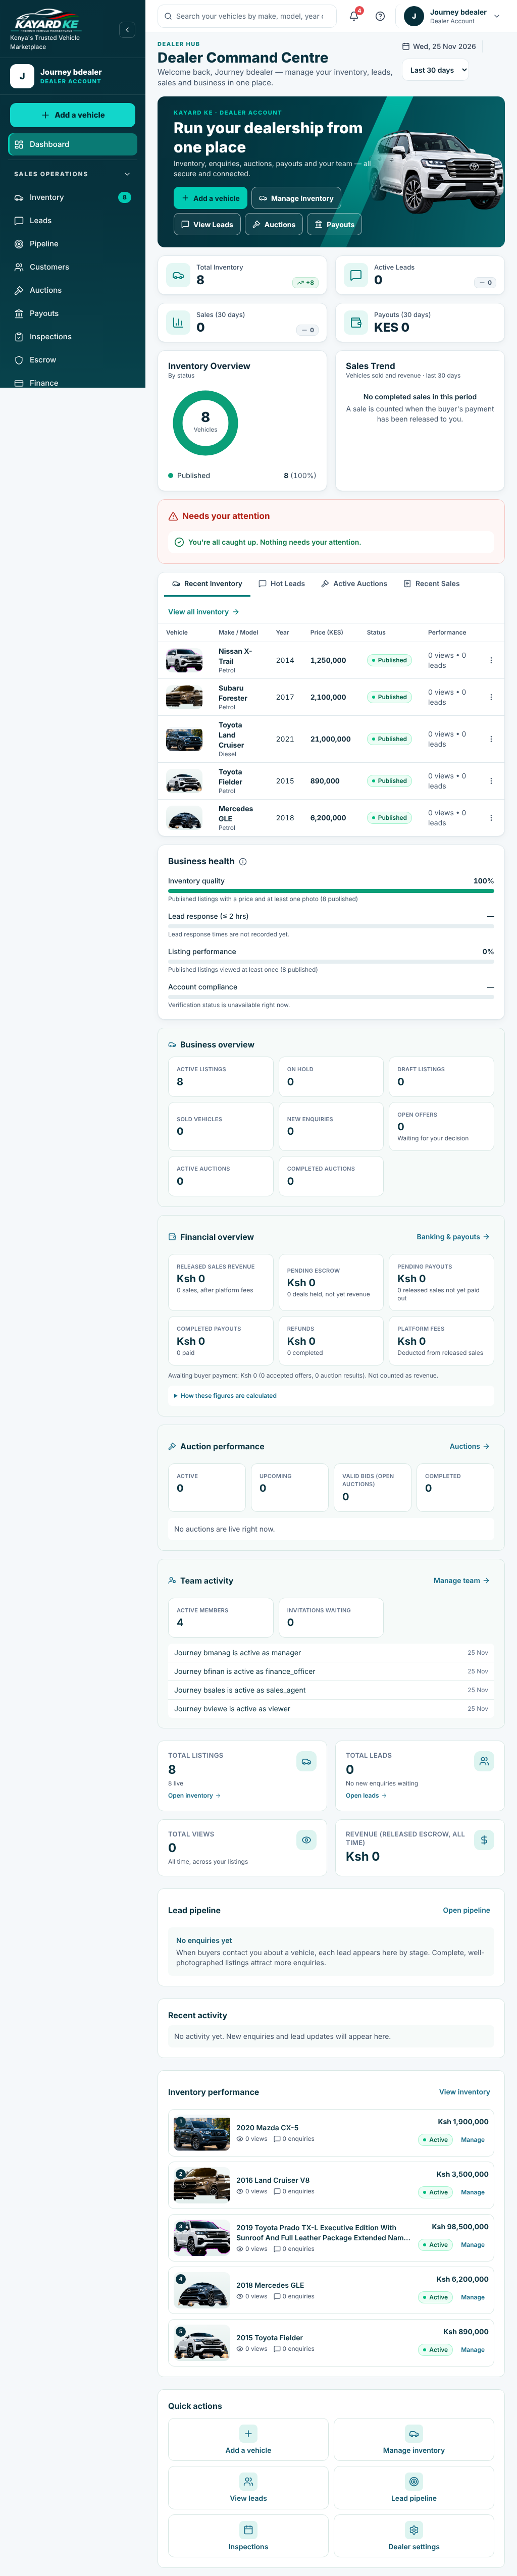 KAYARD KE
Kenya's Trusted Vehicle
Marketplace
J
Journey bdealer
DEALER ACCOUNT
Add a vehicle
Dashboard
SALES OPERATIONS
Inventory 8
Leads
Pipeline
Customers
Auctions
Payouts
Inspections
Escrow
Finance
Search your vehicles by make, model, year
4
J
Journey bdealer
Dealer Account
DEALER HUB
Dealer Command Centre
Welcome back, Journey bdealer — manage your inventory, leads,
sales and business in one place.
Wed, 25 Nov 2026
Last 30 days
KAYARD KE · DEALER ACCOUNT
Run your dealership from
one place
Inventory, enquiries, auctions, payouts and your team — all
secure and connected.
Add a vehicle
Manage Inventory
View Leads
Auctions
Payouts
Total Inventory
8
+8
Active Leads
0
— 0
Sales (30 days)
0
— 0
Payouts (30 days)
KES 0
Inventory Overview
By status
8
Vehicles
Published 8 (100%)
Sales Trend
Vehicles sold and revenue · last 30 days
No completed sales in this period
A sale is counted when the buyer's payment
has been released to you.
Needs your attention
You're all caught up. Nothing needs your attention.
Recent Inventory Hot Leads Active Auctions Recent Sales
View all inventory →
Vehicle Make / Model Year Price (KES) Status Performance
Nissan X-
Trail
Petrol
2014 1,250,000 Published 0 views • 0
leads
Subaru
Forester
Petrol
2017 2,100,000 Published 0 views • 0
leads
Toyota
Land
Cruiser
Diesel
2021 21,000,000 Published 0 views • 0
leads
Toyota
Fielder
Petrol
2015 890,000 Published 0 views • 0
leads
Mercedes
GLE
Petrol
2018 6,200,000 Published 0 views • 0
leads
Business health
Inventory quality 100%
Published listings with a price and at least one photo (8 published)
Lead response (≤ 2 hrs) —
Lead response times are not recorded yet.
Listing performance 0%
Published listings viewed at least once (8 published)
Account compliance —
Verification status is unavailable right now.
Business overview
ACTIVE LISTINGS
8
ON HOLD
0
DRAFT LISTINGS
0
SOLD VEHICLES
0
NEW ENQUIRIES
0
OPEN OFFERS
0
Waiting for your decision
ACTIVE AUCTIONS
0
COMPLETED AUCTIONS
0
Financial overview
Banking & payouts →
RELEASED SALES REVENUE
Ksh 0
0 sales, after platform fees
PENDING ESCROW
Ksh 0
0 deals held, not yet revenue
PENDING PAYOUTS
Ksh 0
0 released sales not yet paid
out
COMPLETED PAYOUTS
Ksh 0
0 paid
REFUNDS
Ksh 0
0 completed
PLATFORM FEES
Ksh 0
Deducted from released sales
Awaiting buyer payment: Ksh 0 (0 accepted offers, 0 auction results). Not counted as revenue.
How these figures are calculated
Auction performance
Auctions →
ACTIVE
0
UPCOMING
0
VALID BIDS (OPEN
AUCTIONS)
0
COMPLETED
0
No auctions are live right now.
Team activity
Manage team →
ACTIVE MEMBERS
4
INVITATIONS WAITING
0
Journey bmanag is active as manager 25 Nov
Journey bfinan is active as finance_officer 25 Nov
Journey bsales is active as sales_agent 25 Nov
Journey bviewe is active as viewer 25 Nov
TOTAL LISTINGS
8
8 live
Open inventory →
TOTAL LEADS
0
No new enquiries waiting
Open leads →
TOTAL VIEWS
0
All time, across your listings
REVENUE (RELEASED ESCROW, ALL
TIME)
Ksh 0
Lead pipeline
Open pipeline
No enquiries yet
When buyers contact you about a vehicle, each lead appears here by stage. Complete, well-
photographed listings attract more enquiries.
Recent activity
No activity yet. New enquiries and lead updates will appear here.
Inventory performance
View inventory
1
2020 Mazda CX-5
0 views 0 enquiries
Ksh 1,900,000
Active Manage
2
2016 Land Cruiser V8
0 views 0 enquiries
Ksh 3,500,000
Active Manage
3
2019 Toyota Prado TX-L Executive Edition With
Sunroof And Full Leather Package Extended Nam...
0 views 0 enquiries
Ksh 98,500,000
Active Manage
4
2018 Mercedes GLE
0 views 0 enquiries
Ksh 6,200,000
Active Manage
5
2015 Toyota Fielder
0 views 0 enquiries
Ksh 890,000
Active Manage
Quick actions
Add a vehicle
Manage inventory
View leads
Lead pipeline
Inspections
Dealer settings